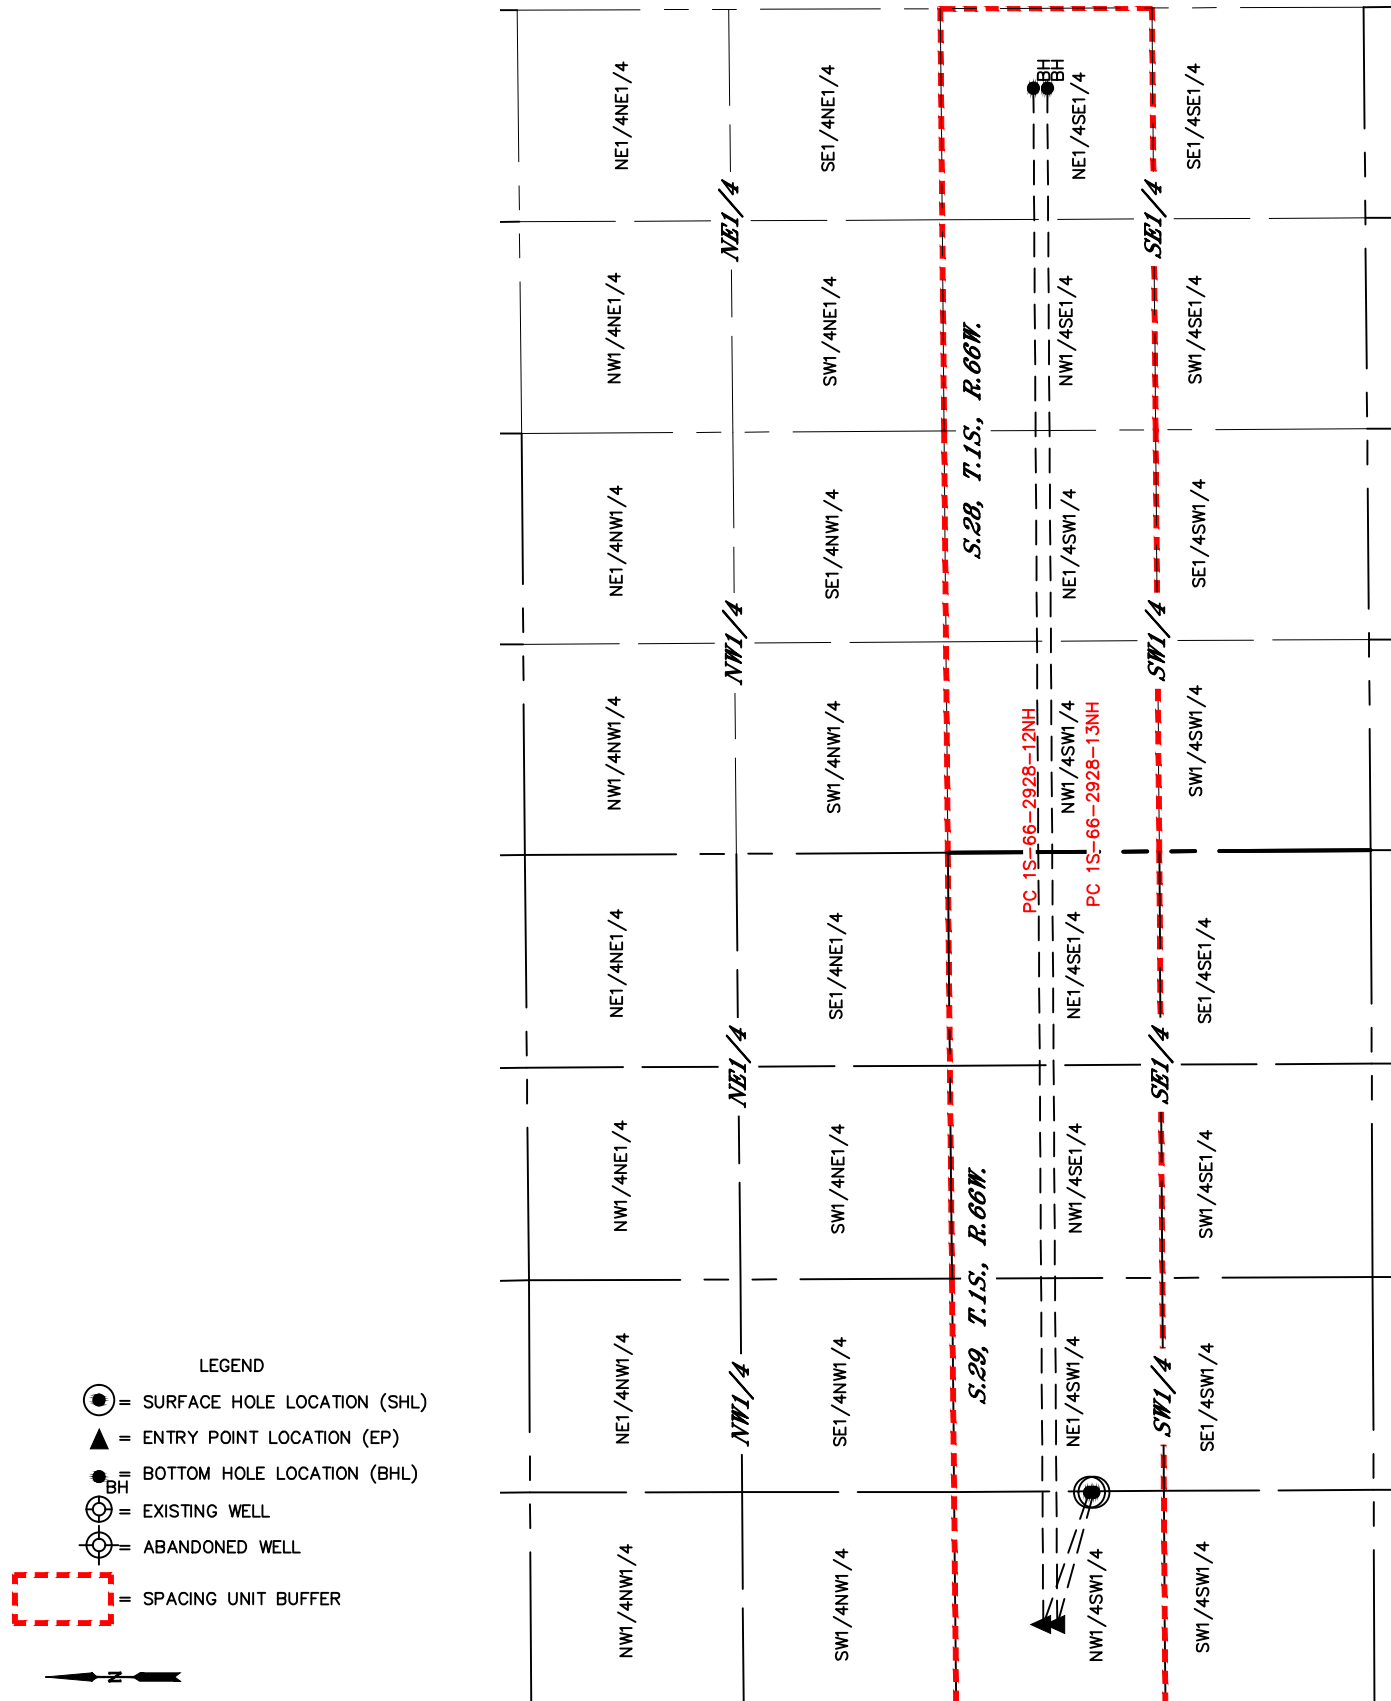 BH
BH
NE1/4NE1/4
SE1/4NE1/4
NE1/4SE1/4
SE1/4SE1/4
NE1/4
SE1/4
NW1/4NE1/4
SW1/4NE1/4
S.28, T.1S., R.66W.
NW1/4SE1/4
SW1/4SE1/4
NE1/4NW1/4
SE1/4NW1/4
NE1/4SW1/4
SE1/4SW1/4
NW1/4
SW1/4
NW1/4NW1/4
SW1/4NW1/4
PC 1S-66-2928-12NH
NW1/4SW1/4
PC 1S-66-2928-13NH
SW1/4SW1/4
NE1/4NE1/4
SE1/4NE1/4
NE1/4SE1/4
SE1/4SE1/4
NE1/4
SE1/4
NW1/4NE1/4
SW1/4NE1/4
S.29, T.1S., R.66W.
NW1/4SE1/4
SW1/4SE1/4
NE1/4NW1/4
SE1/4NW1/4
NE1/4SW1/4
SE1/4SW1/4
NW1/4
SW1/4
NW1/4NW1/4
SW1/4NW1/4
NW1/4SW1/4
SW1/4SW1/4
LEGEND
= SURFACE HOLE LOCATION (SHL)
= ENTRY POINT LOCATION (EP)
BH = BOTTOM HOLE LOCATION (BHL)
= EXISTING WELL
= ABANDONED WELL
= SPACING UNIT BUFFER
N